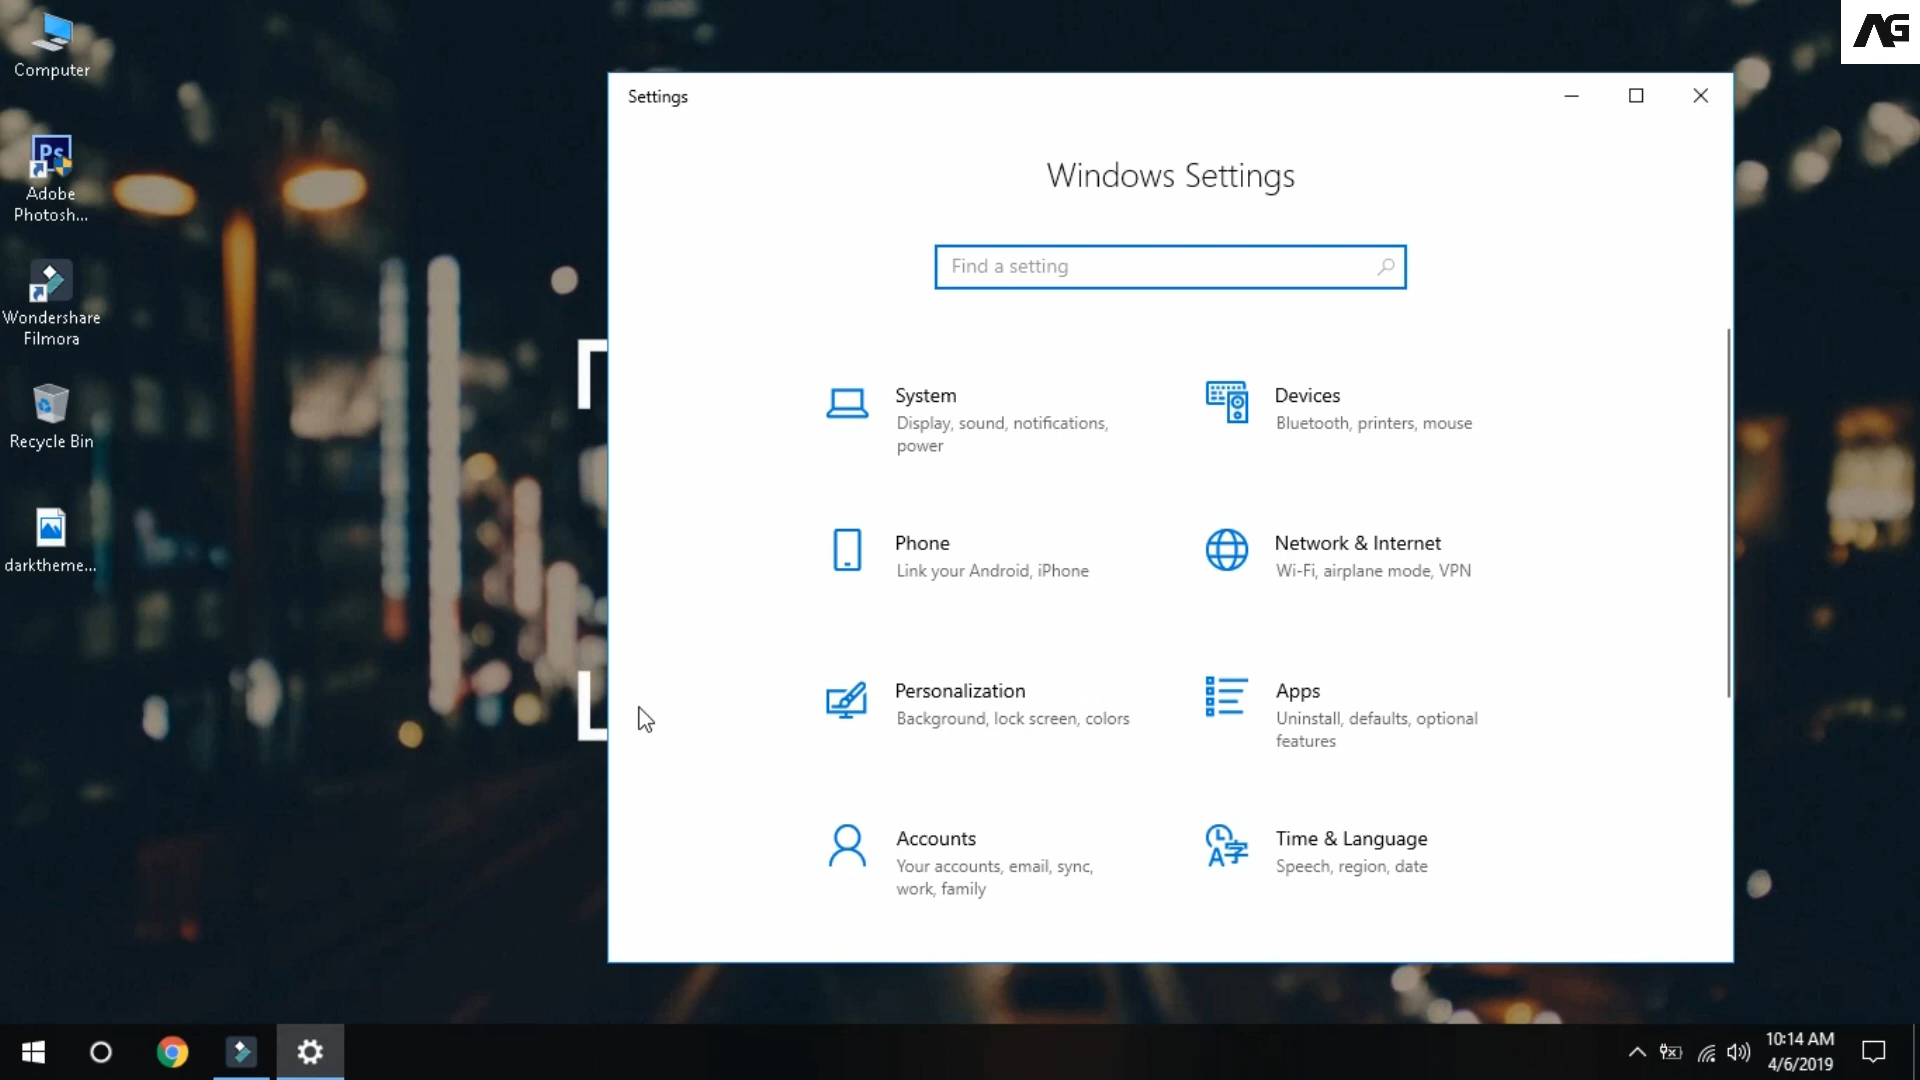 Computer
Ps
Adobe
Photosh...
Wondershare
Filmora
Recycle Bin
darktheme...
AG
Settings
Windows Settings
Find a setting
System
Display, sound, notifications,
power
Devices
Bluetooth, printers, mouse
Phone
Link your Android, iPhone
Network & Internet
Wi-Fi, airplane mode, VPN
Personalization
Background, lock screen, colors
Apps
Uninstall, defaults, optional
features
Accounts
Your accounts, email, sync,
work, family
Time & Language
Speech, region, date
10:14 AM
4/6/2019